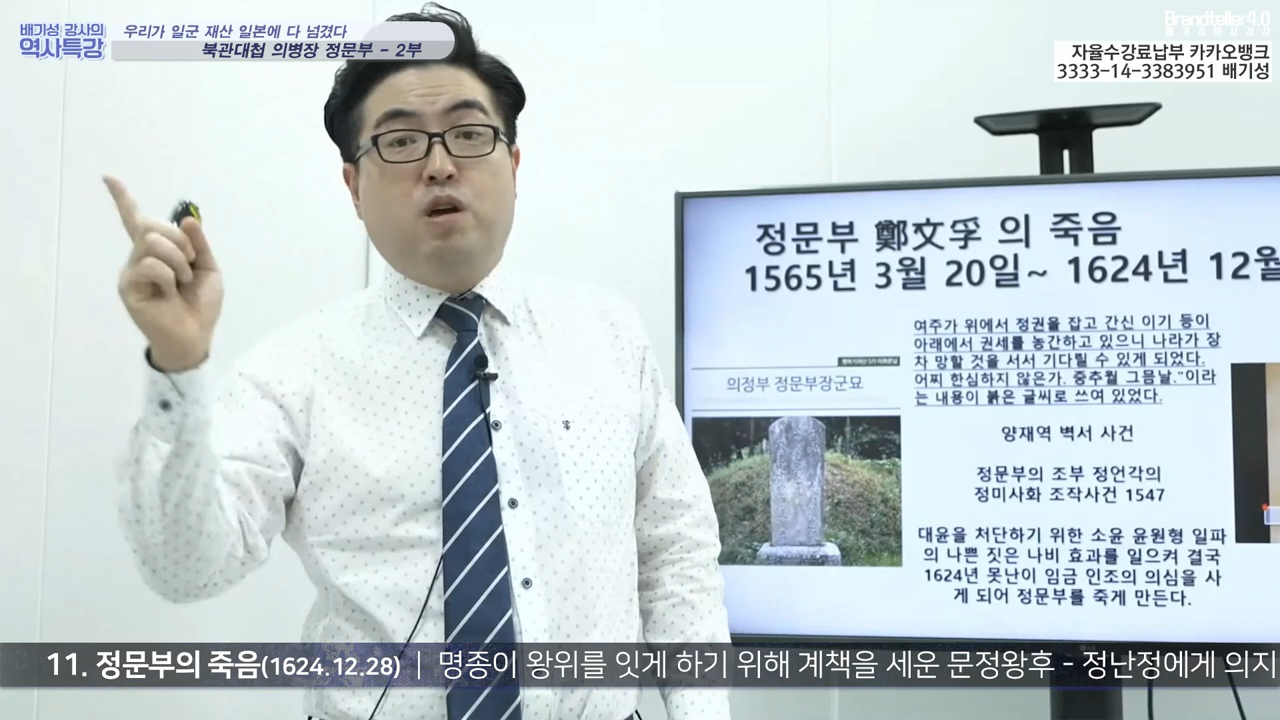 배기성 강사의
역사특강
우리가 일군 재산 일본에 다 넘겼다
북관대첩 의병장 정문부 - 2부
Brandteller4.0
배기성역사강사
자율수강료납부 카카오뱅크
3333-14-3383951 배기성
정문부 鄭文孚 의 죽음
1565년 3월 20일~ 1624년 12월
의정부 정문부장군묘
여주가 위에서 정권을 잡고 간신 이기 등이
아래에서 권세를 농간하고 있으니 나라가 장
차 망할 것을 서서 기다릴 수 있게 되었다.
어찌 한심하지 않은가. 중추월 그믐날."이라
는 내용이 붉은 글씨로 쓰여 있었다.
양재역 벽서 사건
정문부의 조부 정언각의
정미사화 조작사건 1547
대윤을 처단하기 위한 소윤 윤원형 일파
의 나쁜 짓은 나비 효과를 일으켜 결국
1624년 못난이 임금 인조의 의심을 사
게 되어 정문부를 죽게 만든다.
11. 정문부의 죽음(1624.12.28) | 명종이 왕위를 잇게 하기 위해 계책을 세운 문정왕후 - 정난정에게 의지